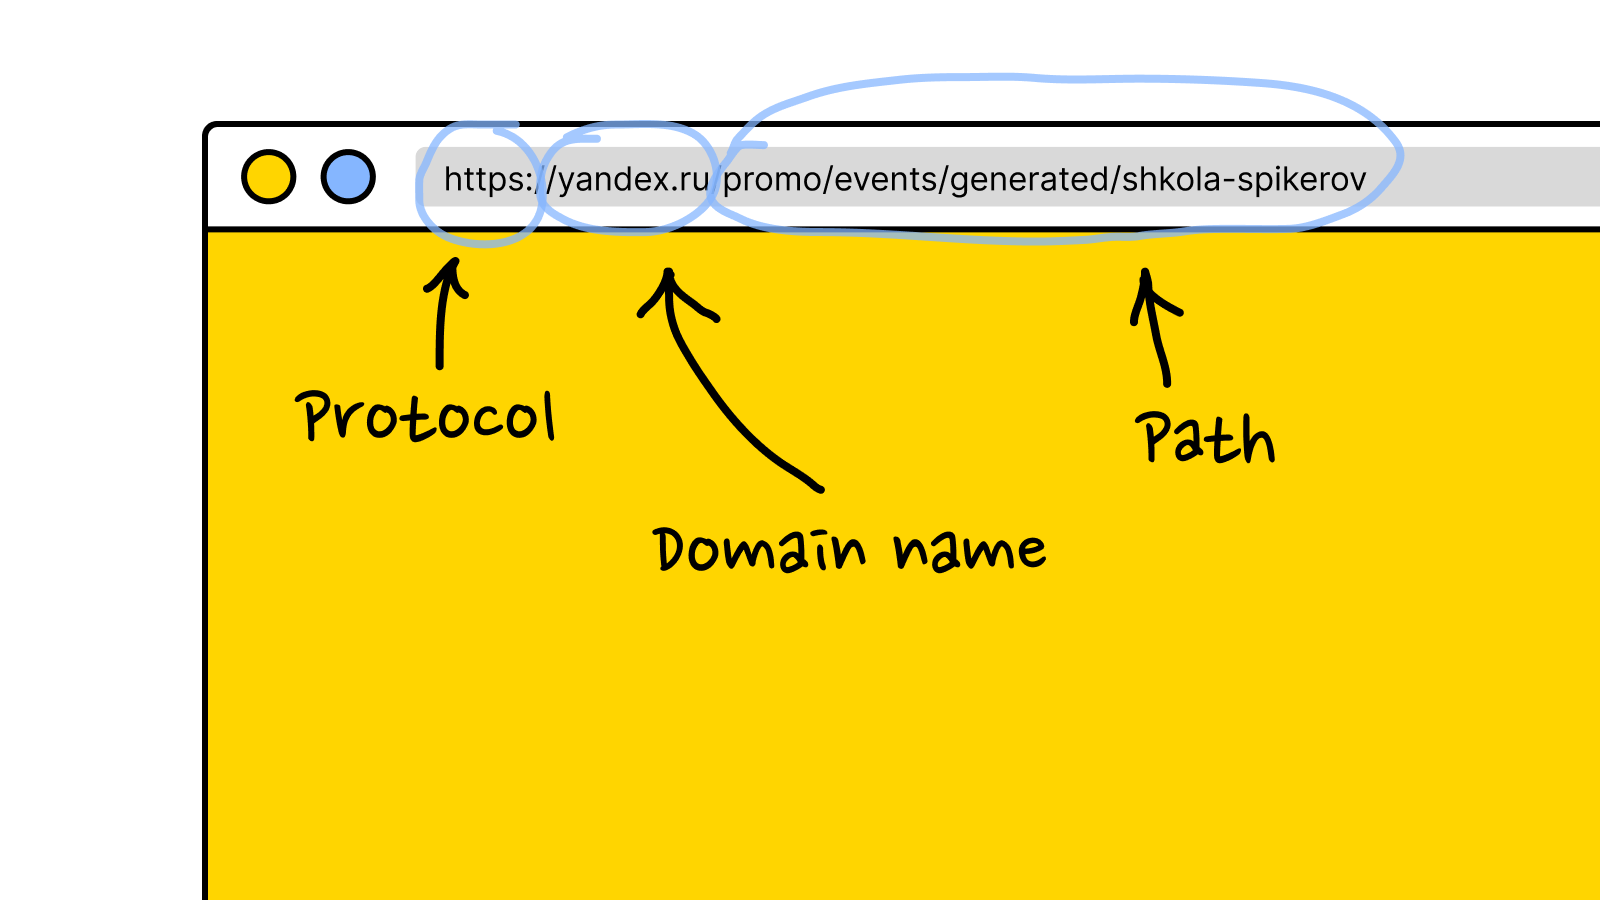 https://yandex.ru/promo/events/generated/shkola-spikerov
Protocol
Path
Domain name